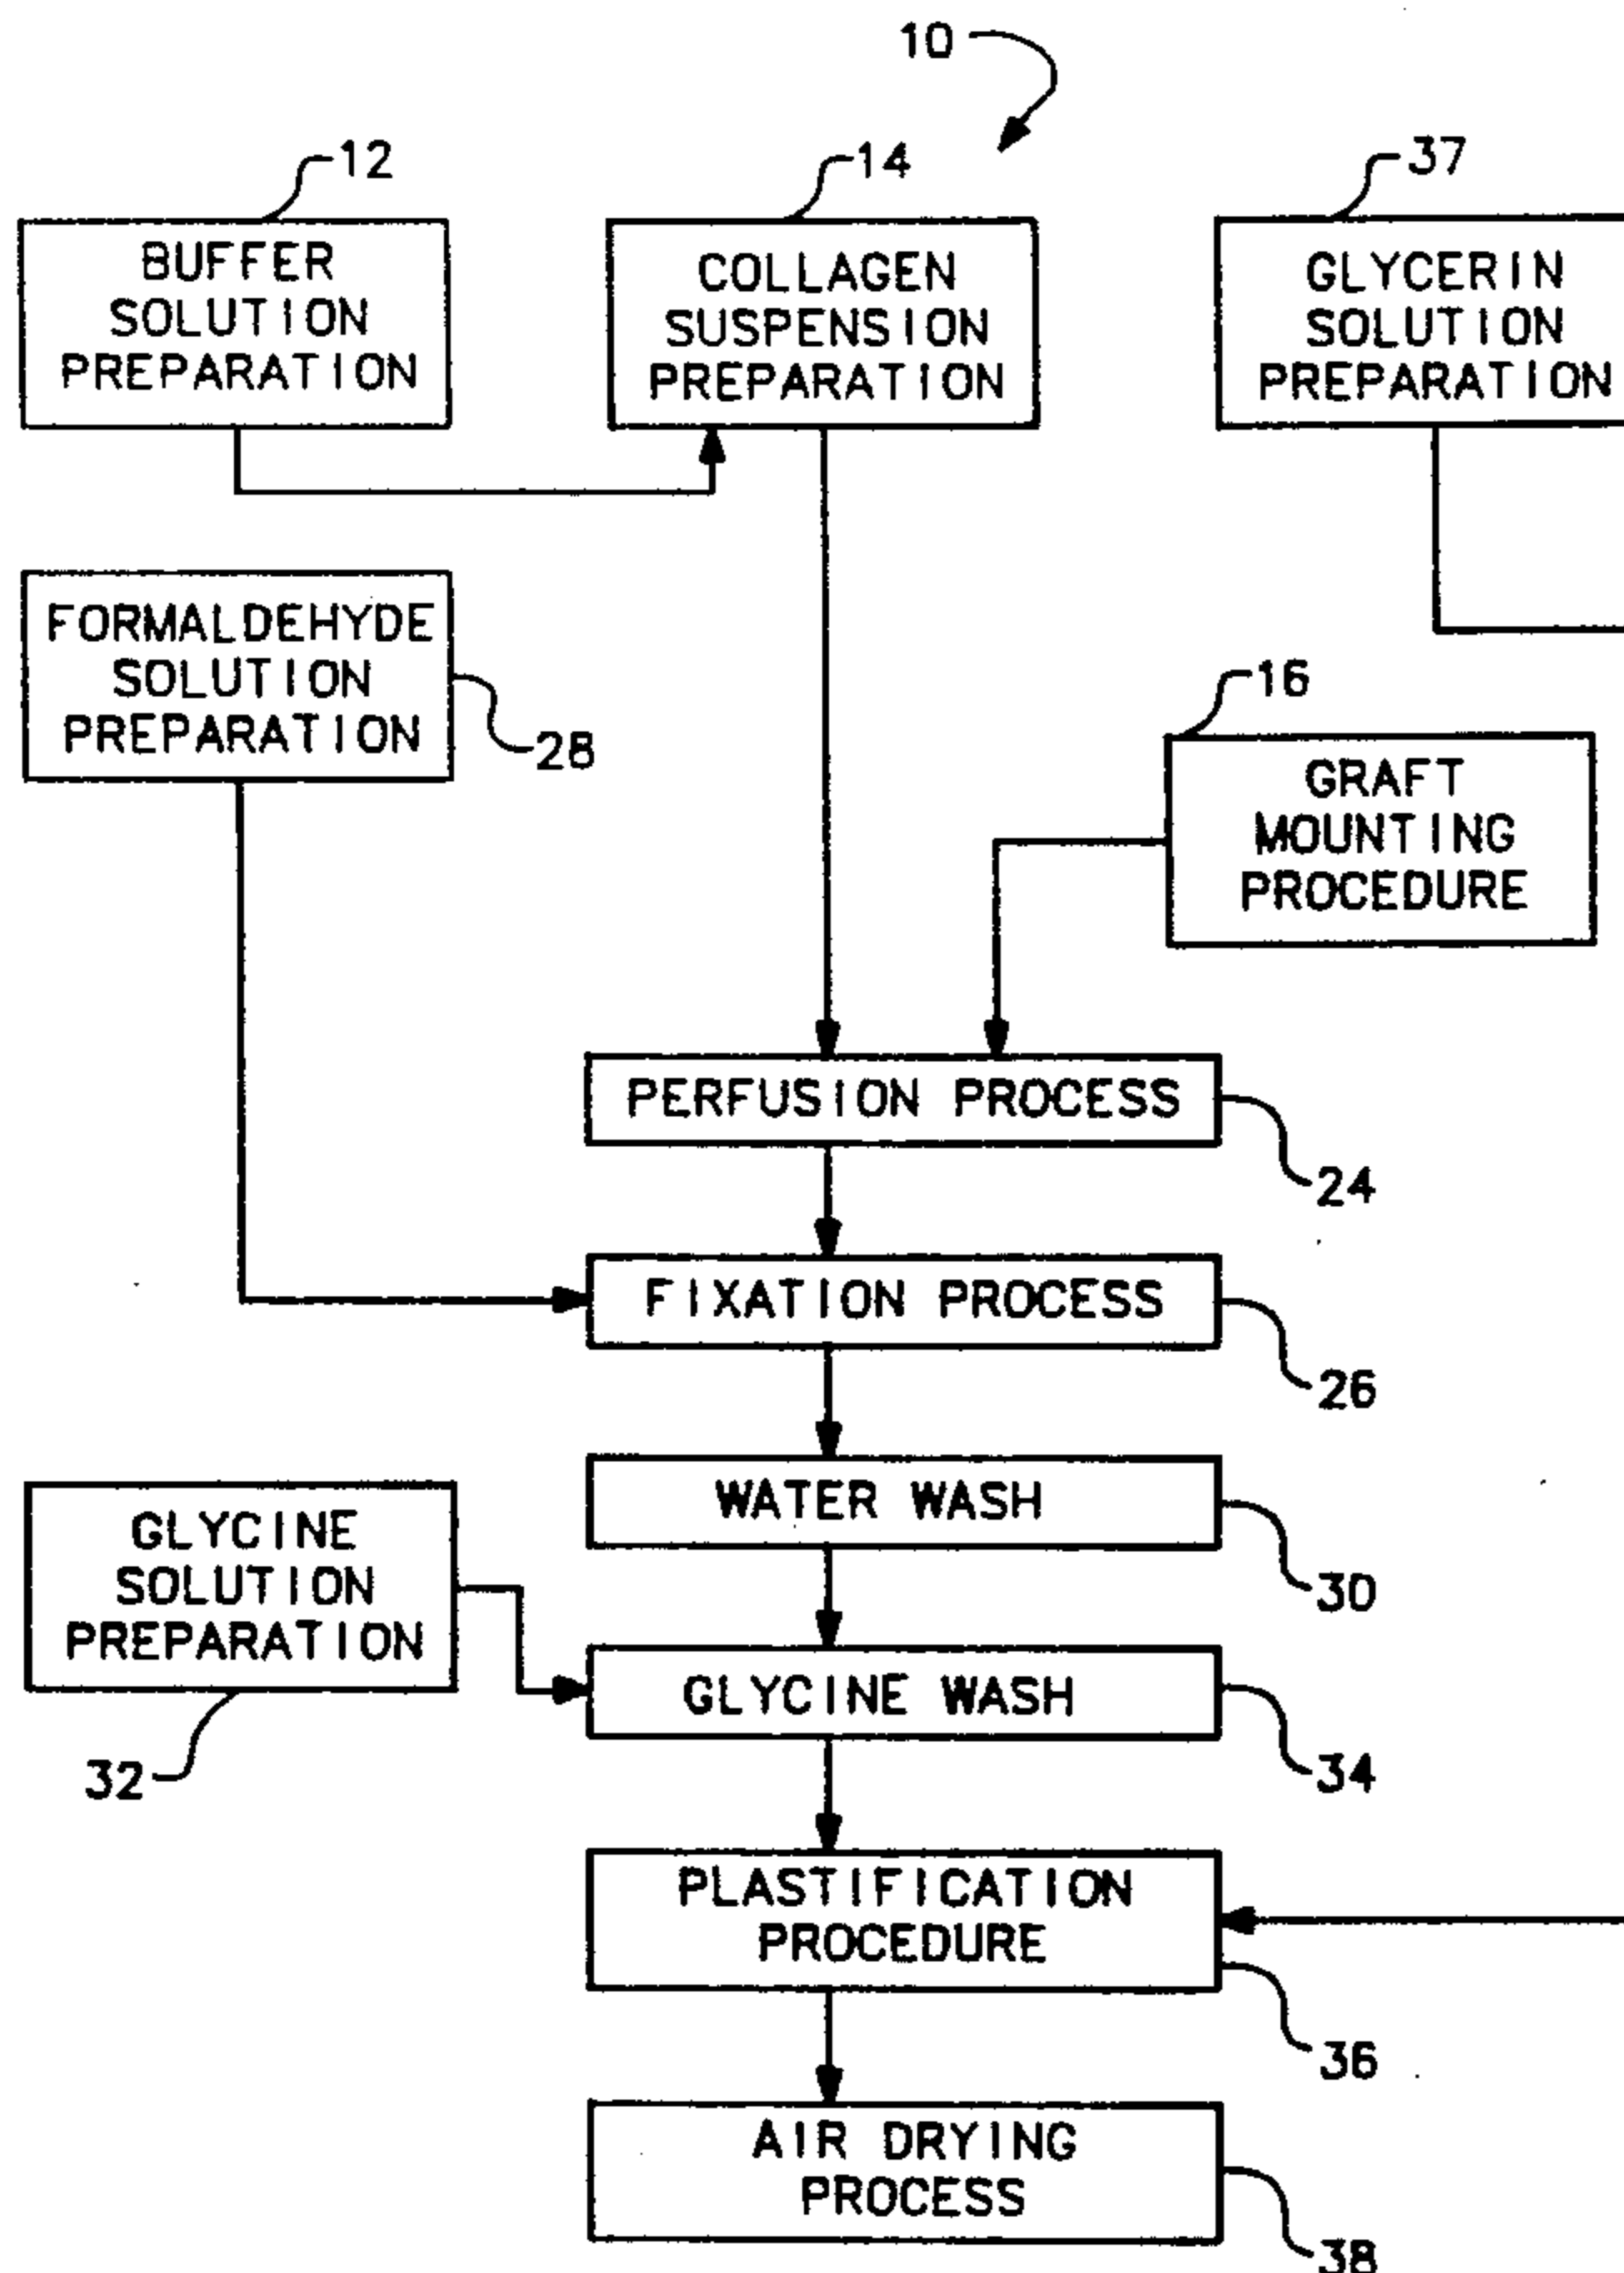 10
12
14
37
BUFFER
SOLUTION
PREPARATION
COLLAGEN
SUSPENSION
PREPARATION
GLYCERIN
SOLUTION
PREPARATION
FORMALDEHYDE
SOLUTION
PREPARATION
28
16
GRAFT
MOUNTING
PROCEDURE
PERFUSION PROCESS
24
FIXATION PROCESS
26
WATER WASH
30
GLYCINE
SOLUTION
PREPARATION
32
GLYCINE WASH
34
PLASTIFICATION
PROCEDURE
36
AIR DRYING
PROCESS
38